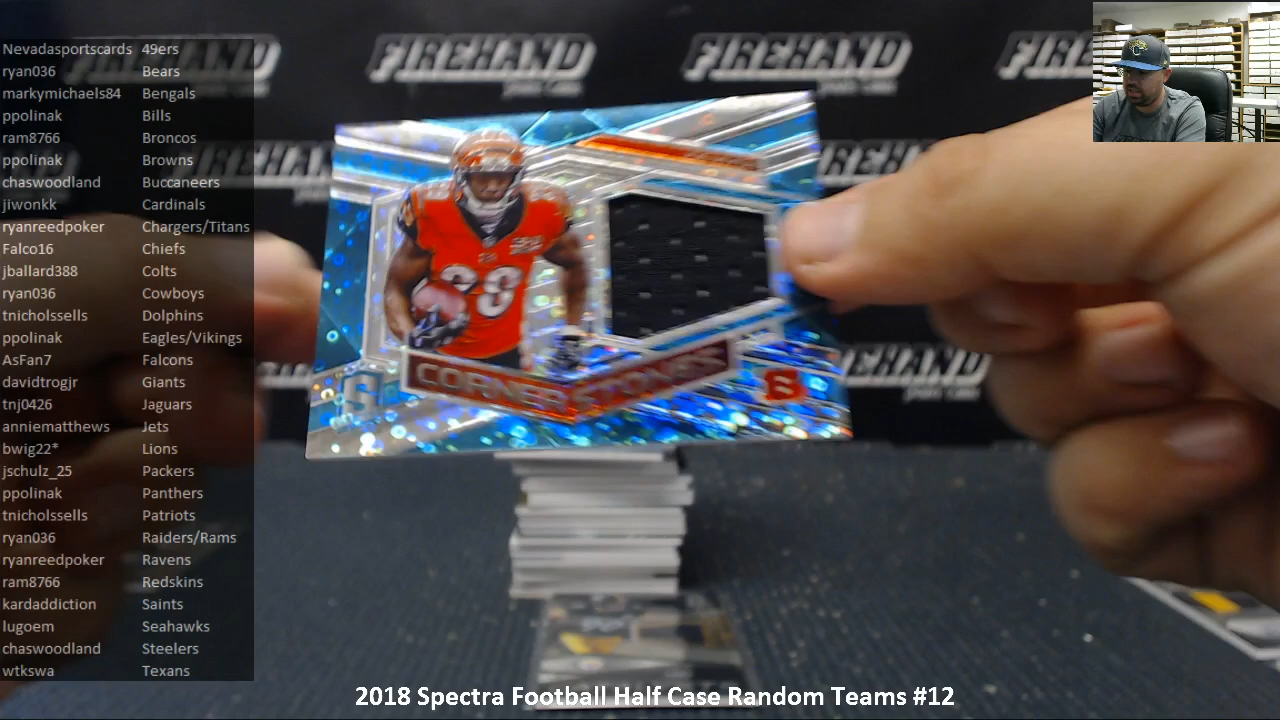 FIREHAND
FIREHAND
FIREHAND
Nevadasportscards 49ers
ryan036 Bears
markymichaels84 Bengals
ppolinak Bills
ram8766 Broncos
ppolinak Browns
chaswoodland Buccaneers
jiwonkk Cardinals
ryanreedpoker Chargers/Titans
Falco16 Chiefs
jballard388 Colts
ryan036 Cowboys
tnicholssells Dolphins
ppolinak Eagles/Vikings
AsFan7 Falcons
davidtrogjr Giants
tnj0426 Jaguars
anniematthews Jets
bwig22* Lions
jschulz_25 Packers
ppolinak Panthers
tnicholssells Patriots
ryan036 Raiders/Rams
ryanreedpoker Ravens
ram8766 Redskins
kardaddiction Saints
lugoem Seahawks
chaswoodland Steelers
wtkswa Texans
28
CORNERSTONES
S
B
2018 Spectra Football Half Case Random Teams #12